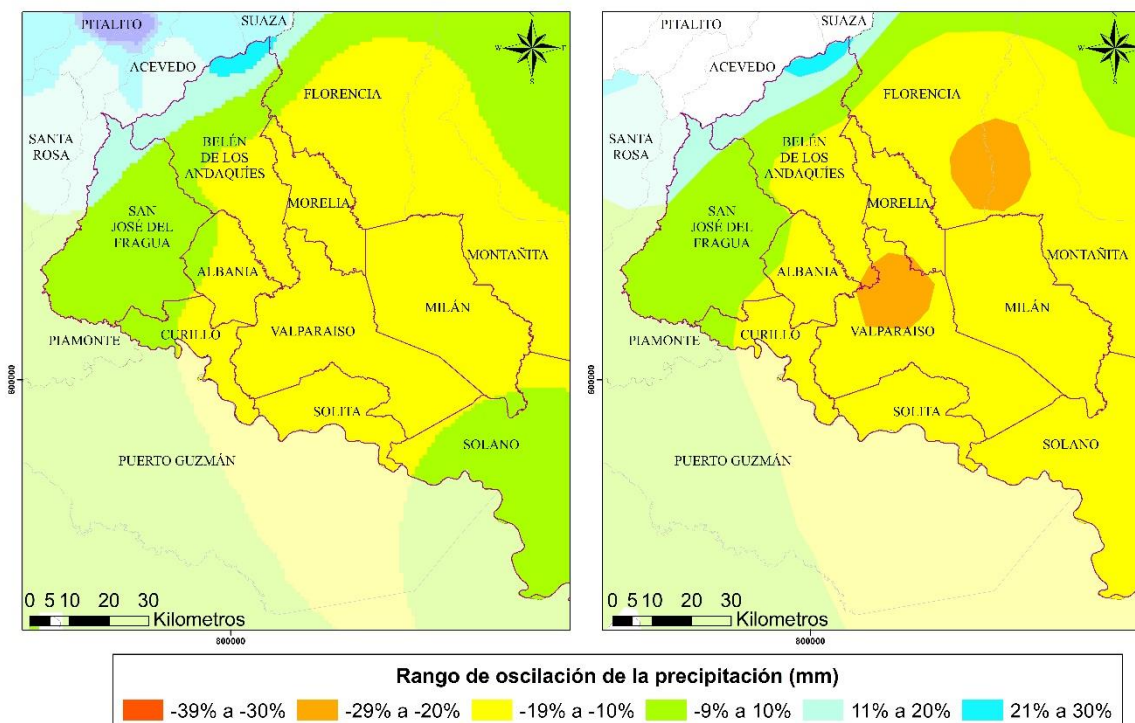 PITALITO
SUAZA
ACEVEDO
FLORENCIA
SANTA
ROSA
BELÉN
DE LOS
ANDAQUÍES
SAN
JOSÉ DEL
FRAGUA
MORELIA
MONTAÑITA
ALBANIA
MILÁN
PIAMONTE
CURILLO
VALPARAISO
SOLITA
SOLANO
PUERTO GUZMÁN
600000
0 5 10 20 30
Kilometros
800000
PITALITO
SUAZA
ACEVEDO
FLORENCIA
SANTA
ROSA
BELÉN
DE LOS
ANDAQUÍES
SAN
JOSÉ DEL
FRAGUA
MORELIA
MONTAÑITA
ALBANIA
MILÁN
PIAMONTE
CURILLO
VALPARAISO
SOLITA
SOLANO
PUERTO GUZMÁN
600000
0 5 10 20 30
Kilometros
800000
Rango de oscilación de la precipitación (mm)
-39% a -30% -29% a -20% -19% a -10% -9% a 10% 11% a 20% 21% a 30%